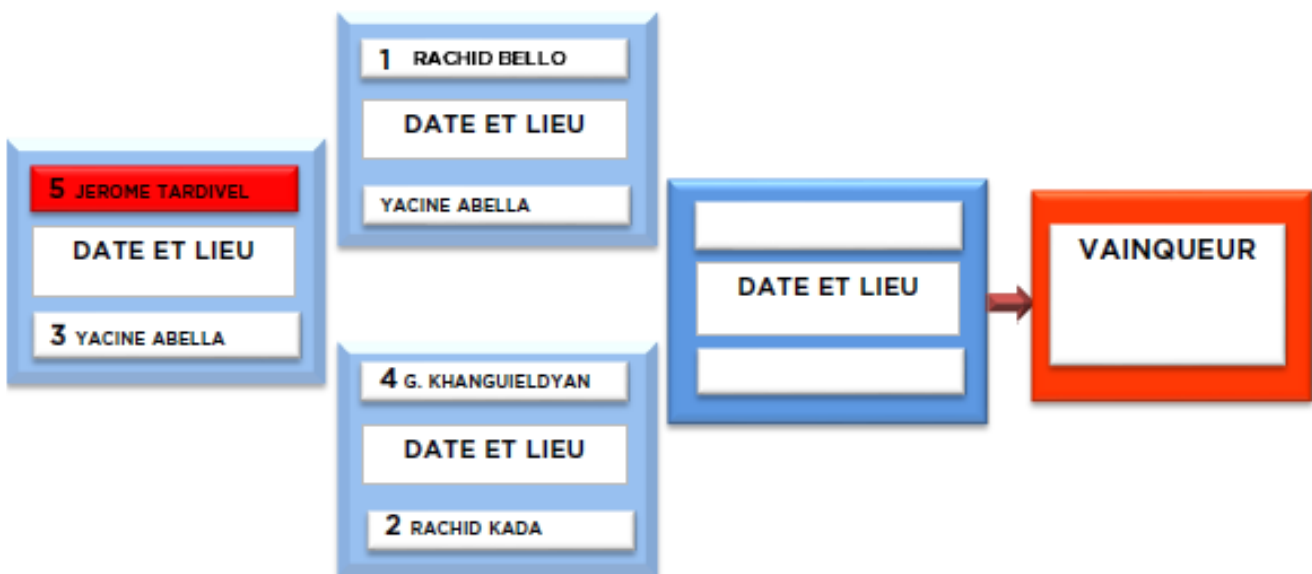 5 JEROME TARDIVEL
DATE ET LIEU
3 YACINE ABELLA
1 RACHID BELLO
DATE ET LIEU
YACINE ABELLA
4 G. KHANGUIELDYAN
DATE ET LIEU
2 RACHID KADA
DATE ET LIEU
VAINQUEUR